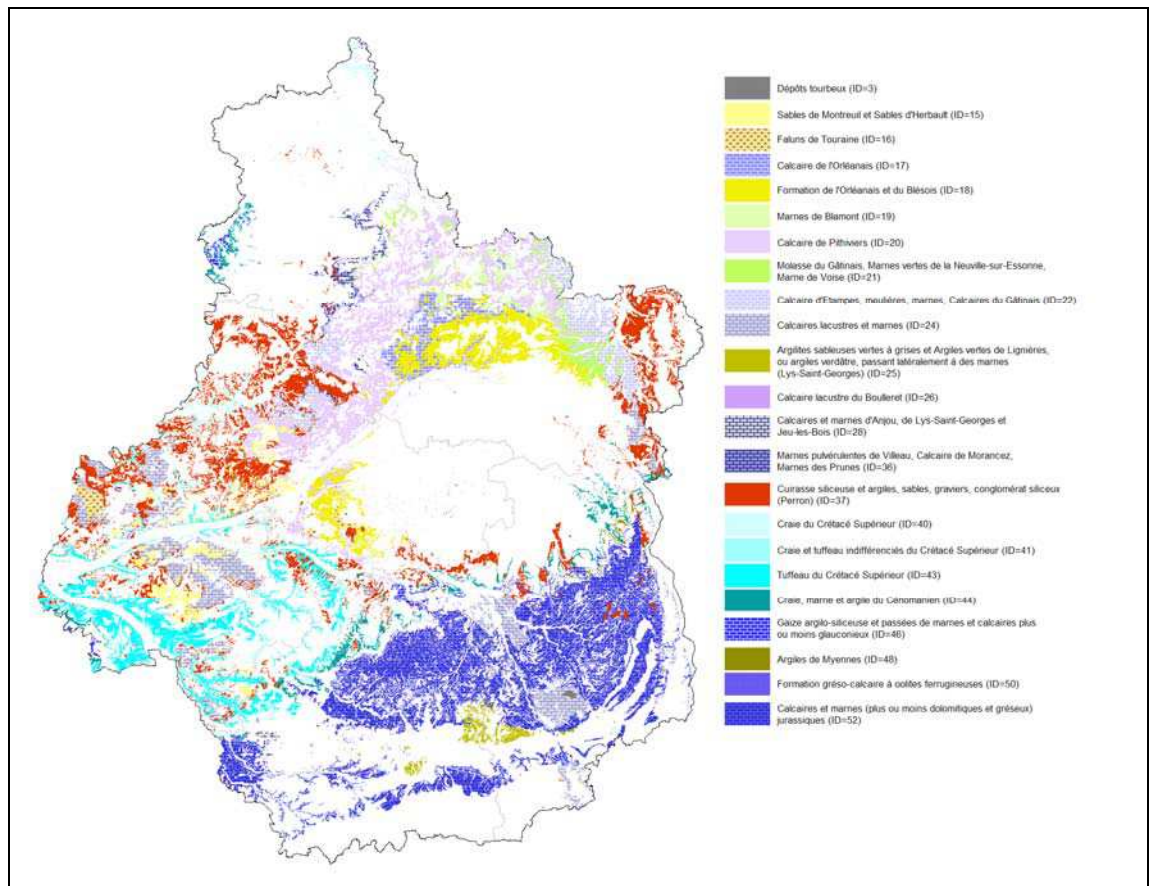 Dépôts tourbeux (ID=3)
Sables de Montreuil et Sables d'Herbault (ID=15)
Faluns de Touraine (ID=16)
Calcaire de l'Orléanais (ID=17)
Formation de l'Orléanais et du Blésois (ID=18)
Marnes de Blamont (ID=19)
Calcaire de Pithiviers (ID=20)
Molasse du Gâtinais, Marnes vertes de la Neuville-sur-Essonne,
Marne de Voise (ID=21)
Calcaire d'Etampes, meulières, marnes, Calcaires du Gâtinais (ID=22)
Calcaires lacustres et marnes (ID=24)
Argilites sableuses vertes à grises et Argiles vertes de Lignières,
ou argiles verdâtre, passant latéralement à des marnes
(Lys-Saint-Georges) (ID=25)
Calcaire lacustre du Boulleret (ID=26)
Calcaires et marnes d'Anjou, de Lys-Saint-Georges et
Jeu-les-Bois (ID=28)
Marnes pulvérulentes de Villeau, Calcaire de Morancez,
Marnes des Prunes (ID=36)
Cuirasse siliceuse et argiles, sables, graviers, conglomérat siliceux
(Perron) (ID=37)
Craie du Crétacé Supérieur (ID=40)
Craie et tuffeau indifférenciés du Crétacé Supérieur (ID=41)
Tuffeau du Crétacé Supérieur (ID=43)
Craie, marne et argile du Cénomanien (ID=44)
Gaize argilo-siliceuse et passées de marnes et calcaires plus
ou moins glauconieux (ID=46)
Argiles de Myennes (ID=48)
Formation gréso-calcaire à oolites ferrugineuses (ID=50)
Calcaires et marnes (plus ou moins dolomitiques et gréseux)
jurassiques (ID=52)